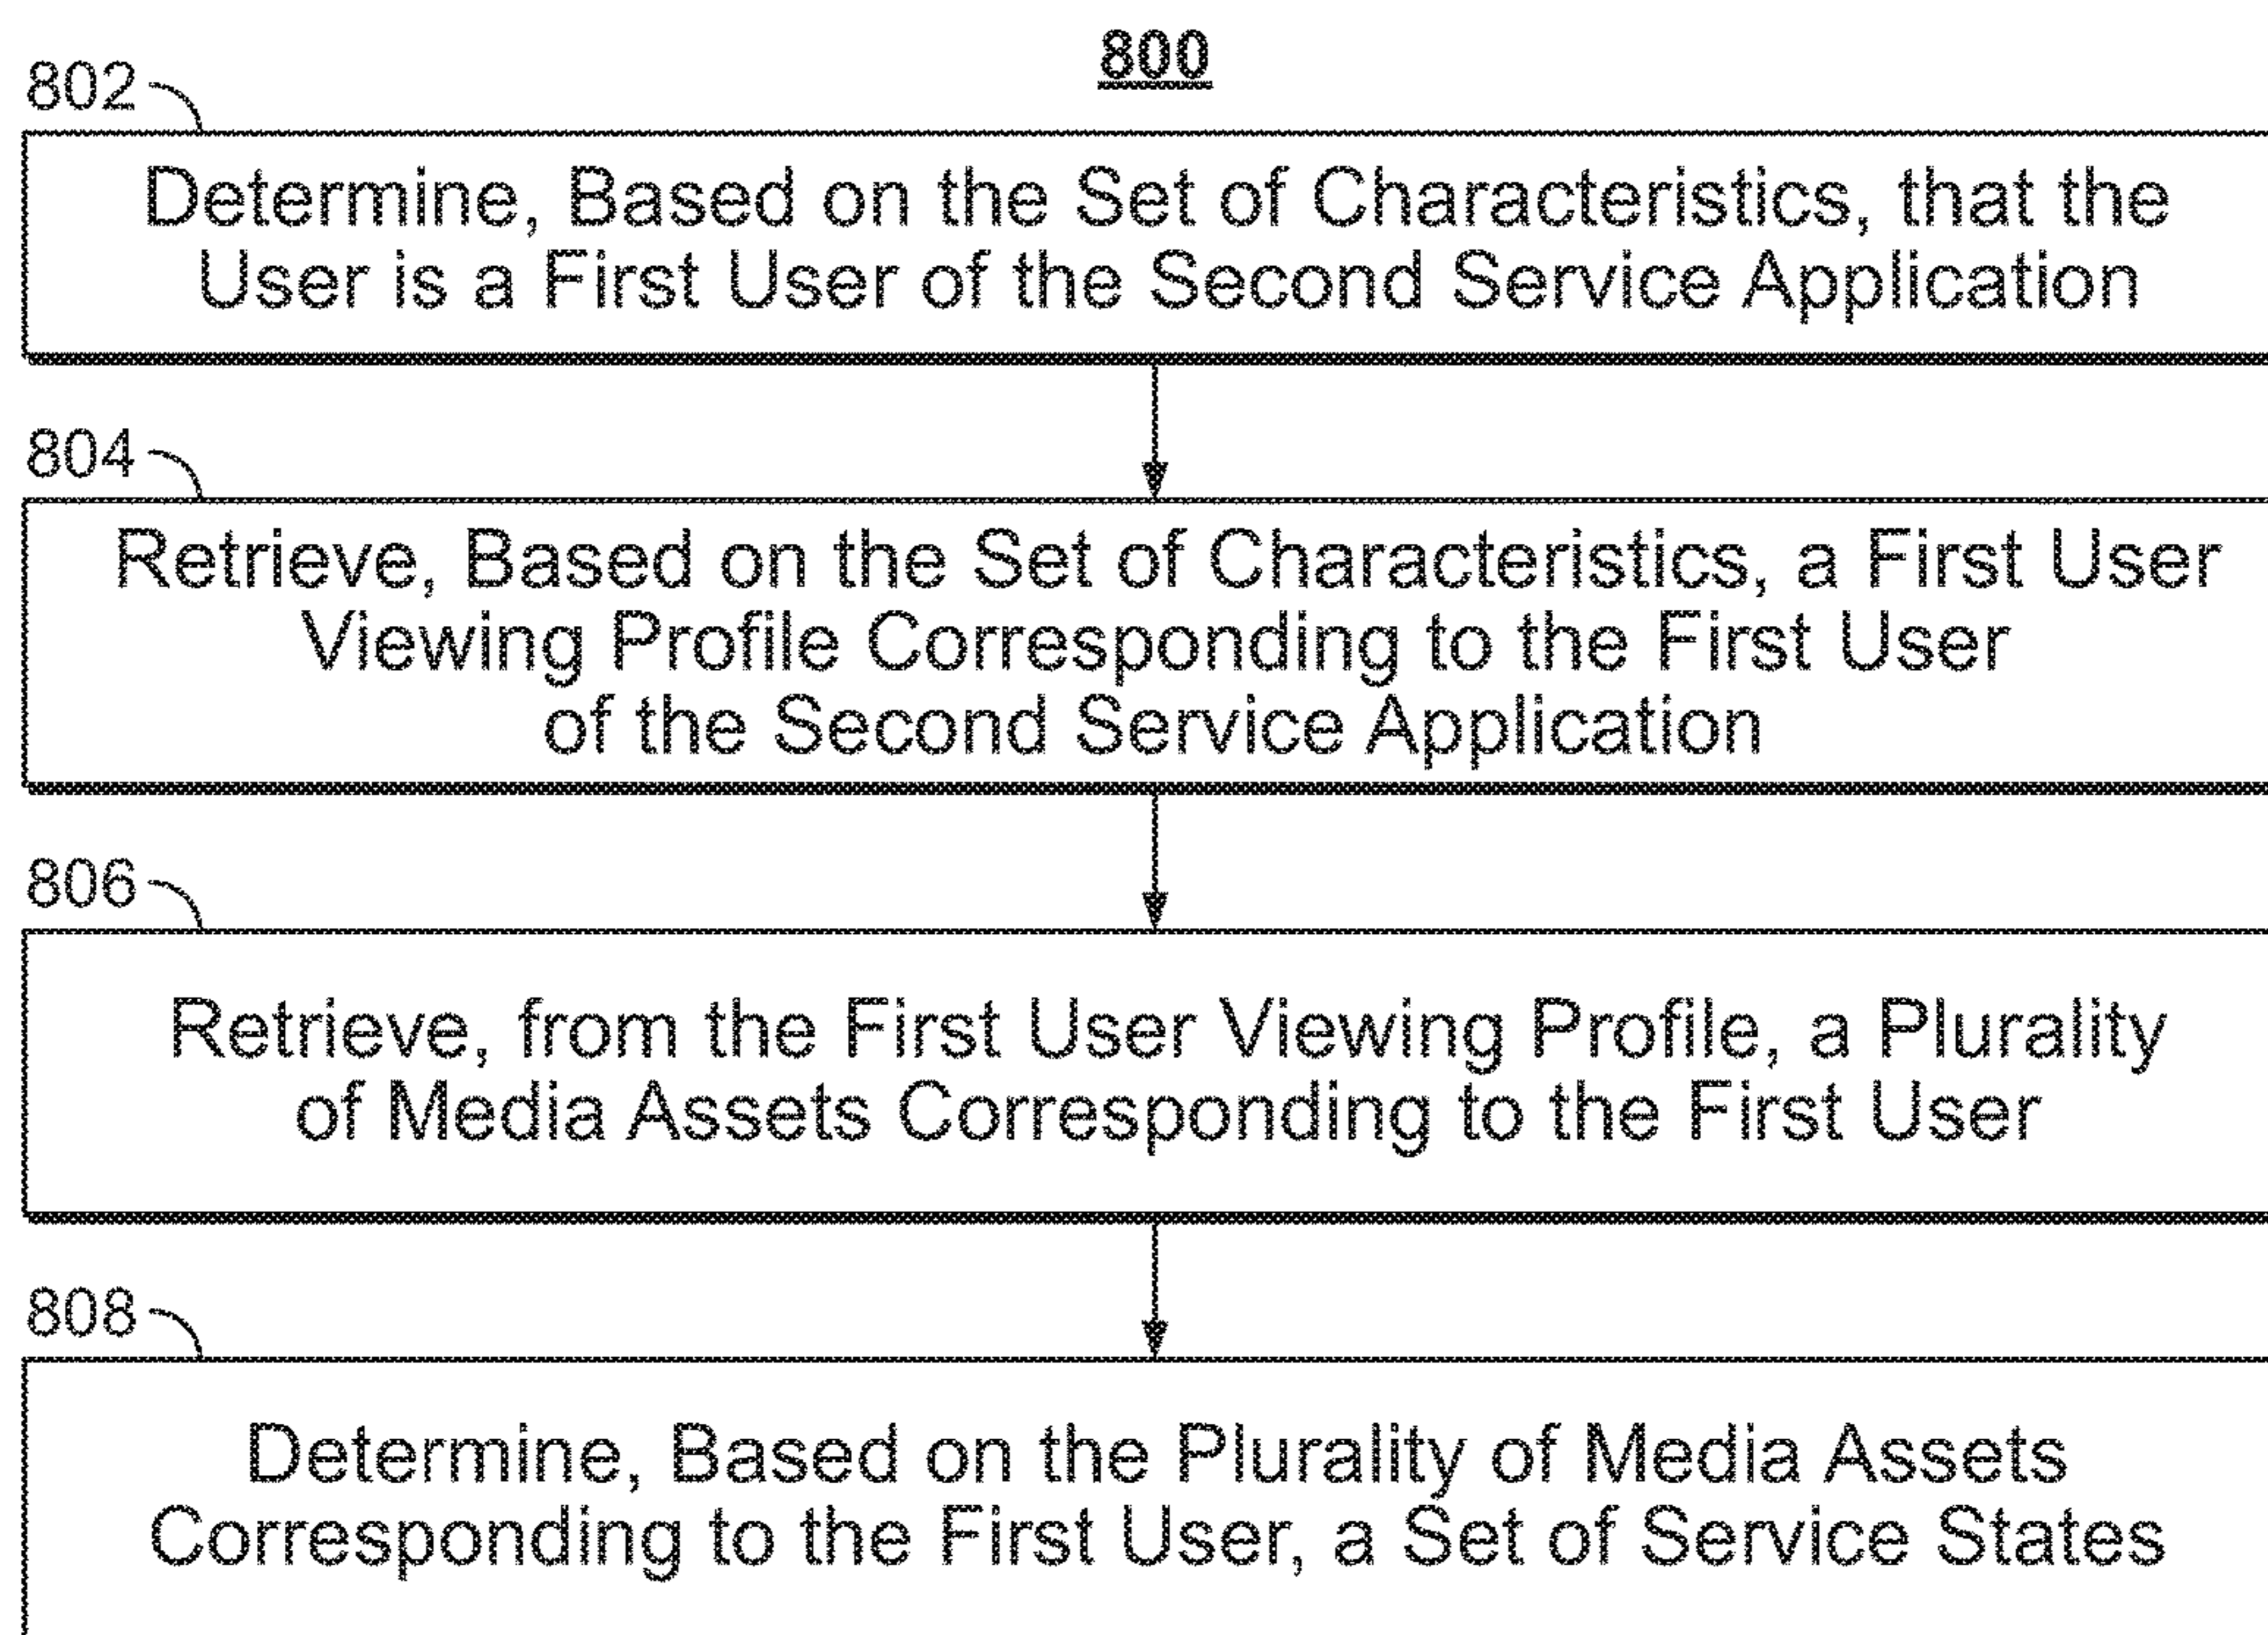 800
802
Determine, Based on the Set of Characteristics, that the
User is a First User of the Second Service Application
804
Retrieve, Based on the Set of Characteristics, a First User
Viewing Profile Corresponding to the First User
of the Second Service Application
806
Retrieve, from the First User Viewing Profile, a Plurality
of Media Assets Corresponding to the First User
808
Determine, Based on the Plurality of Media Assets
Corresponding to the First User, a Set of Service States